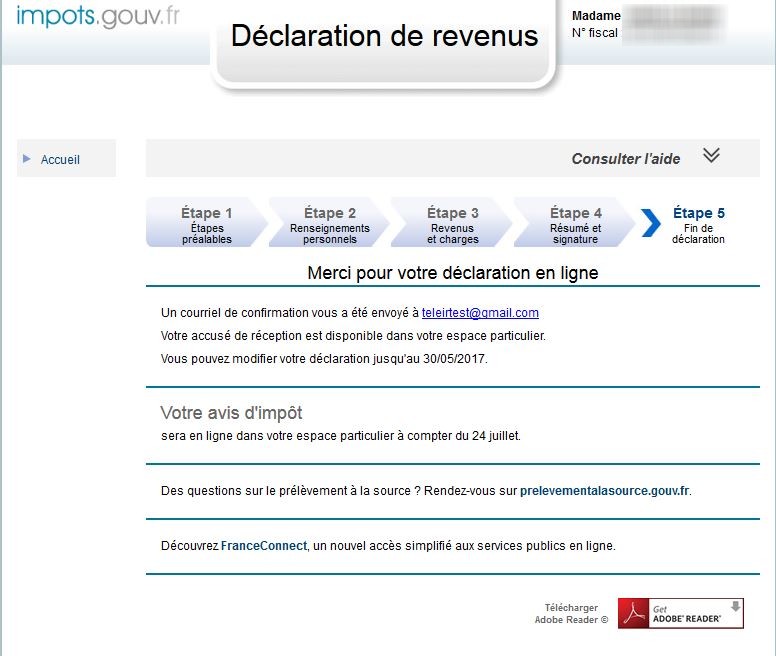 impots.gouv.fr
Déclaration de revenus
Madame
N° fiscal
Accueil
Consulter l'aide
Étape 1
Étapes
préalables
Étape 2
Renseignements
personnels
Étape 3
Revenus
et charges
Étape 4
Résumé et
signature
Étape 5
Fin de
déclaration
Merci pour votre déclaration en ligne
Un courriel de confirmation vous a été envoyé à teleirtest@gmail.com
Votre accusé de réception est disponible dans votre espace particulier.
Vous pouvez modifier votre déclaration jusqu'au 30/05/2017.
Votre avis d'impôt
sera en ligne dans votre espace particulier à compter du 24 juillet.
Des questions sur le prélèvement à la source ? Rendez-vous sur prelevementalasource.gouv.fr.
Découvrez FranceConnect, un nouvel accès simplifié aux services publics en ligne.
Télécharger
Adobe Reader ©
Get
ADOBE® READER®